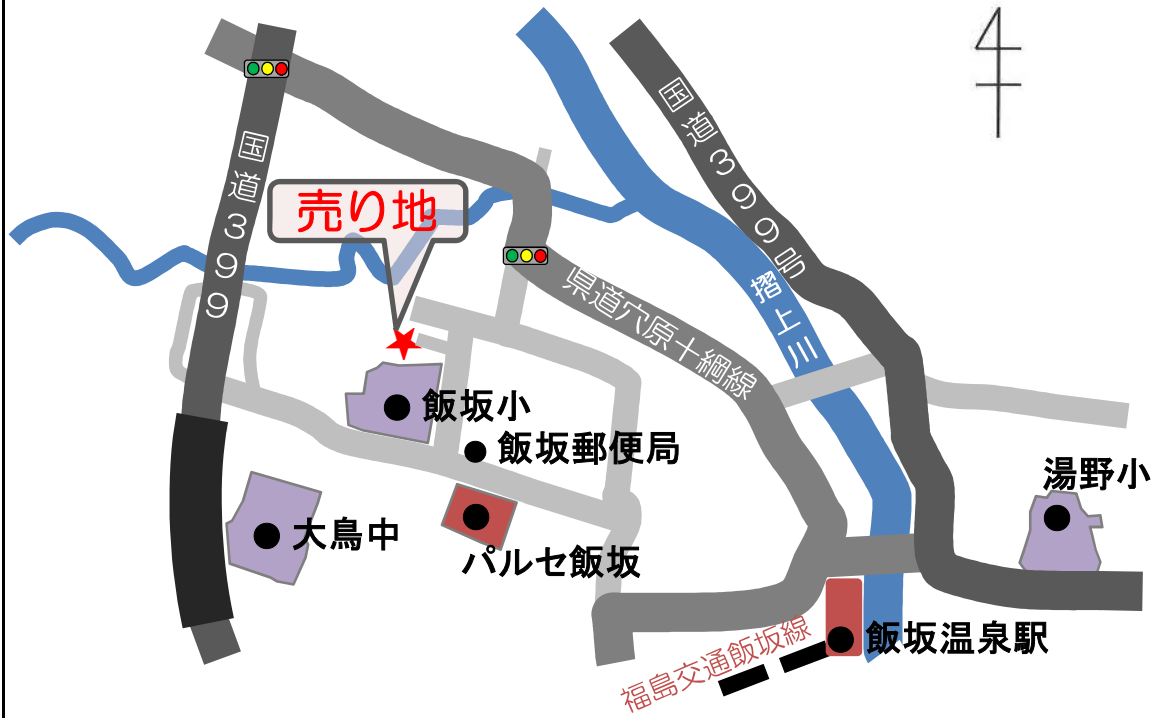 国道399
売り地
国道399号
県道穴原十綱線
摺上川
飯坂小
飯坂郵便局
大鳥中
パルセ飯坂
湯野小
飯坂温泉駅
福島交通飯坂線